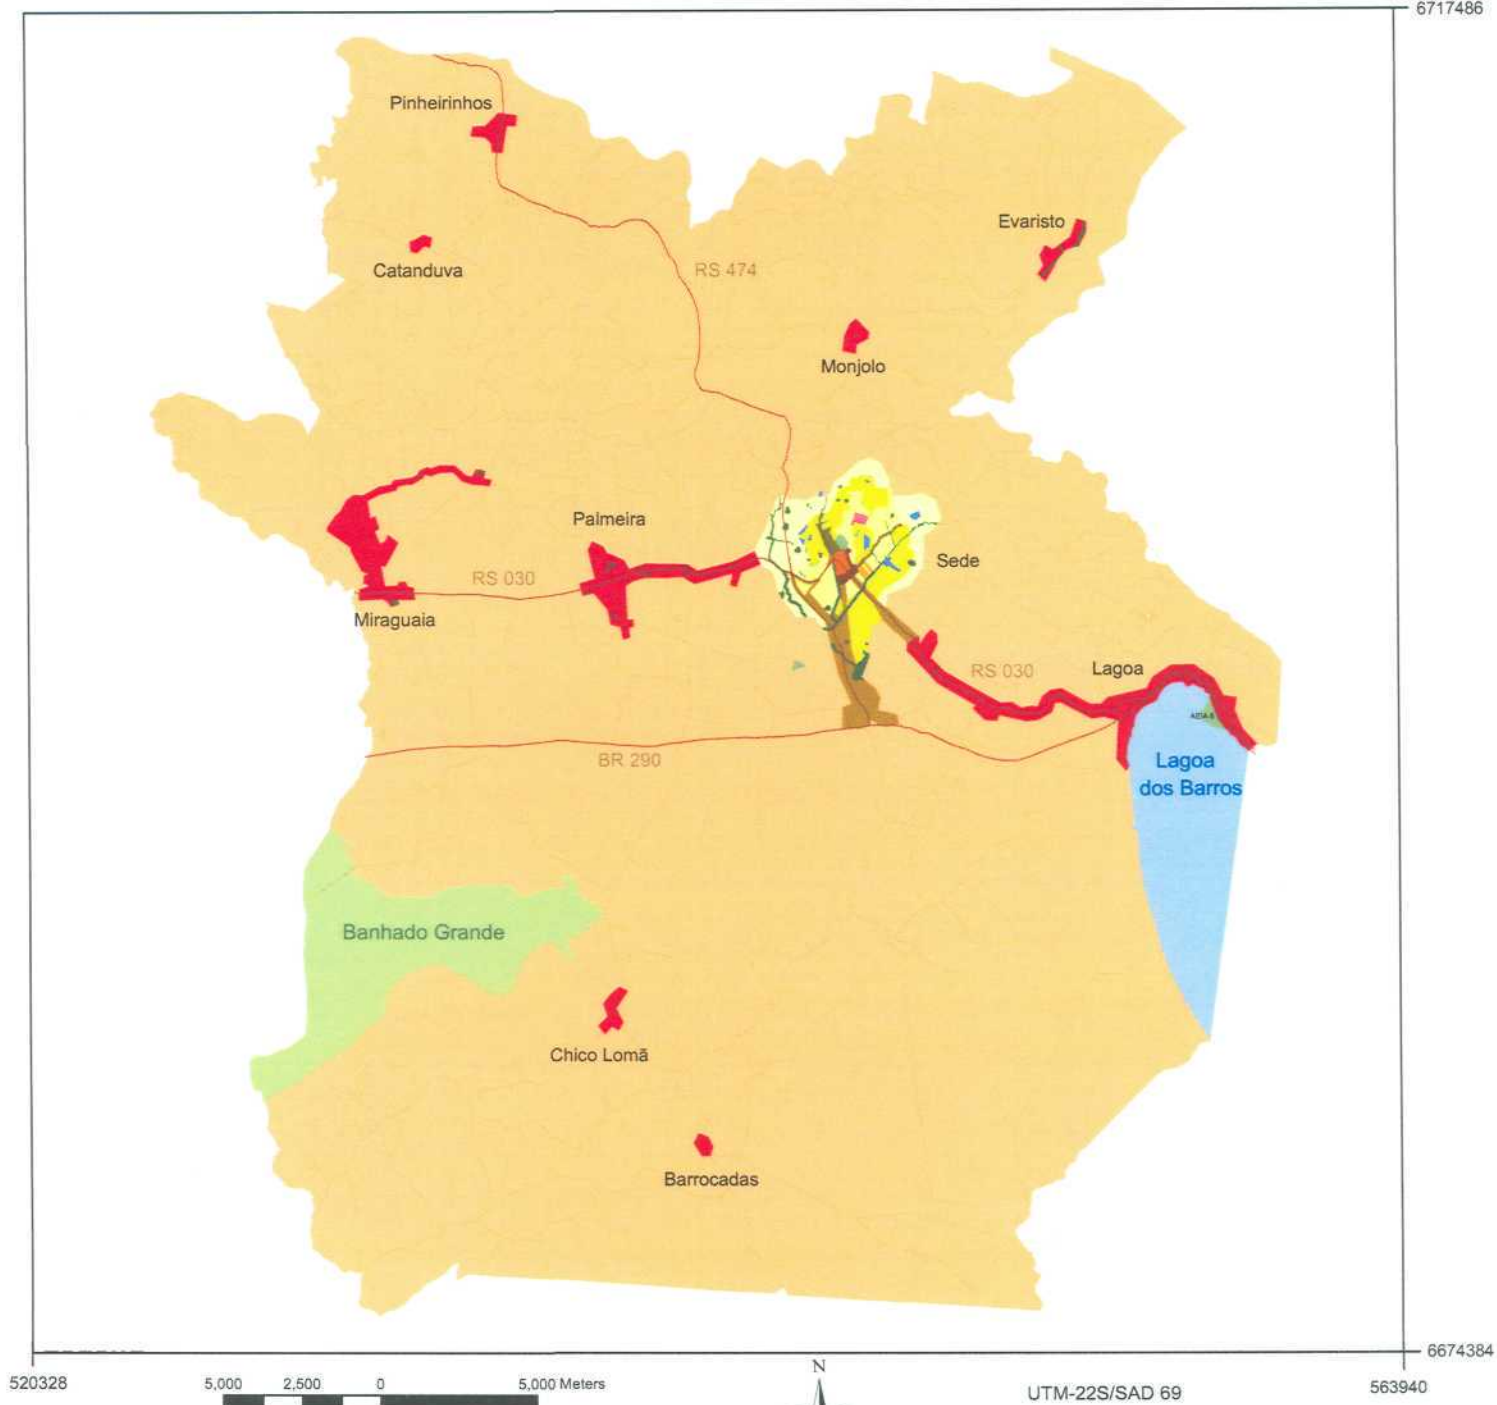 6717486
Pinheirinhos
Evaristo
Catanduva
RS 474
Monjolo
Palmeira
Sede
RS 030
Miraguaia
Lagoa
RS 030
Lagoa
dos Barros
BR 290
Banhado Grande
Chico Lomã
Barrocadas
6674384
N
520328
5,000 2,500 0 5,000 Meters
UTM-22S/SAD 69
563940